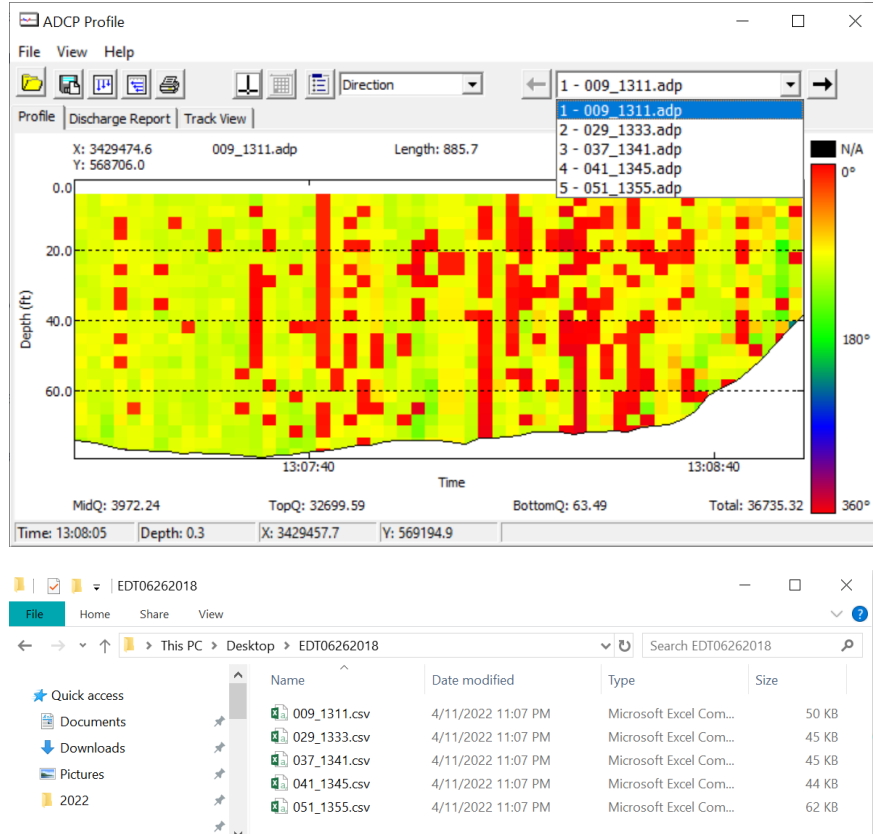 ADCP Profile
File View Help
Direction
1 - 009_1311.adp
1 - 009_1311.adp
2 - 029_1333.adp
3 - 037_1341.adp
4 - 041_1345.adp
5 - 051_1355.adp
Profile Discharge Report Track View
X: 3429474.6 009_1311.adp Length: 885.7
Y: 568706.0
N/A
0°
180°
360°
0.0
20.0
40.0
60.0
Depth (ft)
13:07:40 13:08:40
Time
MidQ: 3972.24 TopQ: 32699.59 BottomQ: 63.49 Total: 36735.32
Time: 13:08:05 Depth: 0.3 X: 3429457.7 Y: 569194.9
EDT06262018
File Home Share View
This PC > Desktop > EDT06262018
Search EDT06262018
Quick access
Documents
Downloads
Pictures
2022
Name Date modified Type Size
009_1311.csv 4/11/2022 11:07 PM Microsoft Excel Com... 50 KB
029_1333.csv 4/11/2022 11:07 PM Microsoft Excel Com... 45 KB
037_1341.csv 4/11/2022 11:07 PM Microsoft Excel Com... 45 KB
041_1345.csv 4/11/2022 11:07 PM Microsoft Excel Com... 44 KB
051_1355.csv 4/11/2022 11:07 PM Microsoft Excel Com... 62 KB